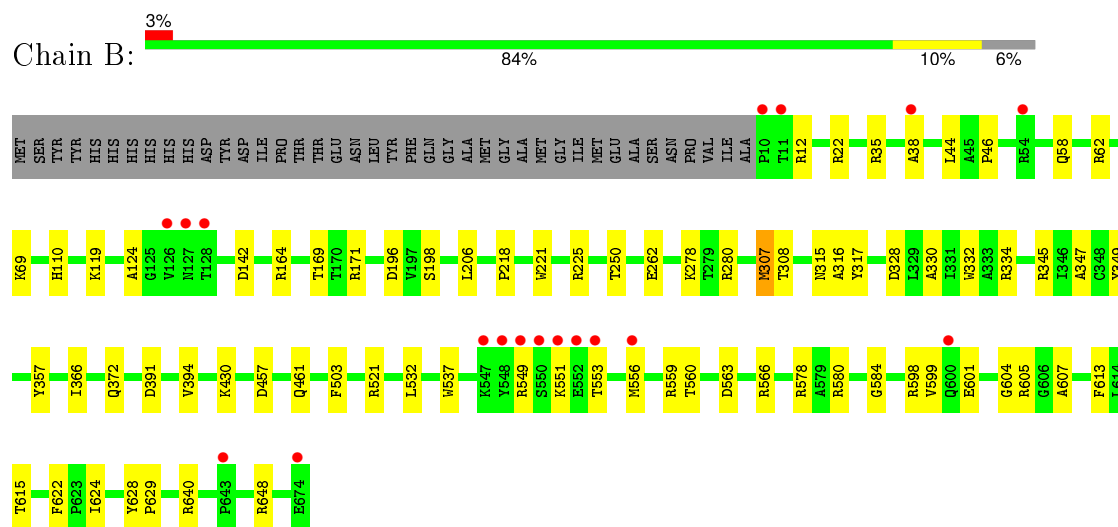 3%
Chain B:
84% 10% 6%
MET SER TYR TYR HIS HIS HIS HIS HIS HIS ASP TYR ASP ILE PRO THR THR GLU ASN LEU TYR PHE GLN GLY ALA MET GLY ALA MET GLY ILE MET GLU ALA SER ASN PRO VAL ILE ALA P10 T11 R12 R22 R35 A38 L44 A45 P46 R54 Q58 R62
K69 H110 K119 A124 G125 V126 N127 T128 D142 R164 T169 T170 R171 D196 V197 S198 L206 P218 W221 R225 T250 E262 K278 T279 R280 M307 T308 N315 A316 Y317 D328 L329 A330 I331 W332 A333 R334 R345 I346 A347 C348 Y349
Y357 I366 Q372 D391 V394 K430 D457 Q461 F503 R521 L532 W537 K547 Y548 R549 S550 K551 E552 T553 M556 R559 T560 D563 R566 R578 A579 R580 G584 R598 V599 Q600 E601 G604 R605 G606 A607 F613 L614
T615 F622 P623 I624 Y628 P629 R640 P643 R648 E674